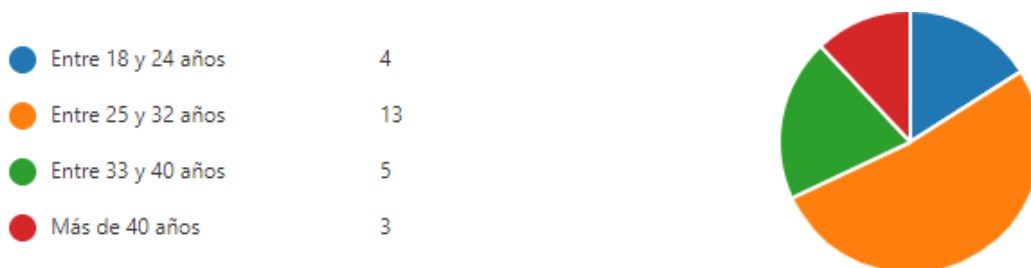 Entre 18 y 24 años 4
Entre 25 y 32 años 13
Entre 33 y 40 años 5
Más de 40 años 3